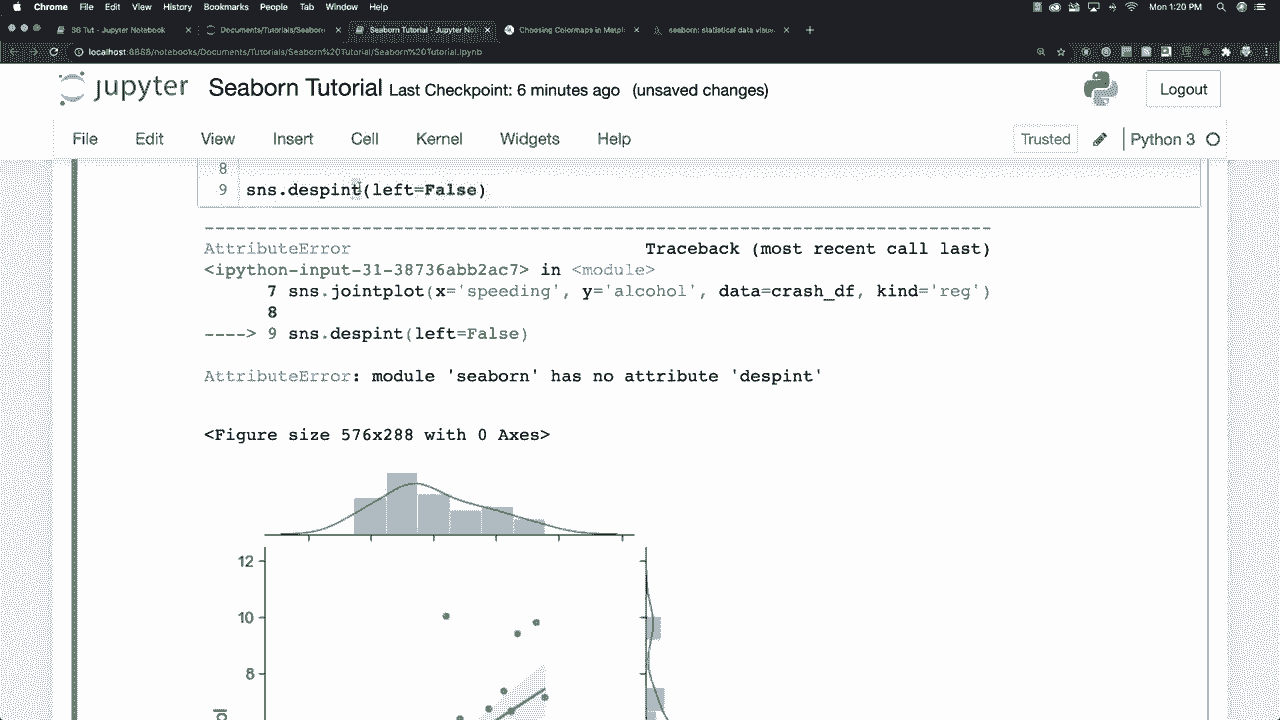 Chrome File Edit View History Bookmarks People Tab Window Help Mon 1:20 PM
SB Tut - Jupyter Notebook Documents/Tutorials/Seaborn Seaborn Tutorial - Jupyter Not Choosing Colormaps in Matpl seaborn: statistical data visua
localhost:8888/notebooks/Documents/Tutorials/Seaborn%20Tutorial/Seaborn%20Tutorial.ipynb
jupyter Seaborn Tutorial Last Checkpoint: 6 minutes ago (unsaved changes) Logout
File Edit View Insert Cell Kernel Widgets Help Trusted Python 3
8
9 sns.despint(left=False)
---------------------------------------------------------------------------
AttributeError Traceback (most recent call last)
<ipython-input-31-38736abb2ac7> in <module>
7 sns.jointplot(x='speeding', y='alcohol', data=crash_df, kind='reg')
8
----> 9 sns.despint(left=False)
AttributeError: module 'seaborn' has no attribute 'despint'
<Figure size 576x288 with 0 Axes>
12
10
8